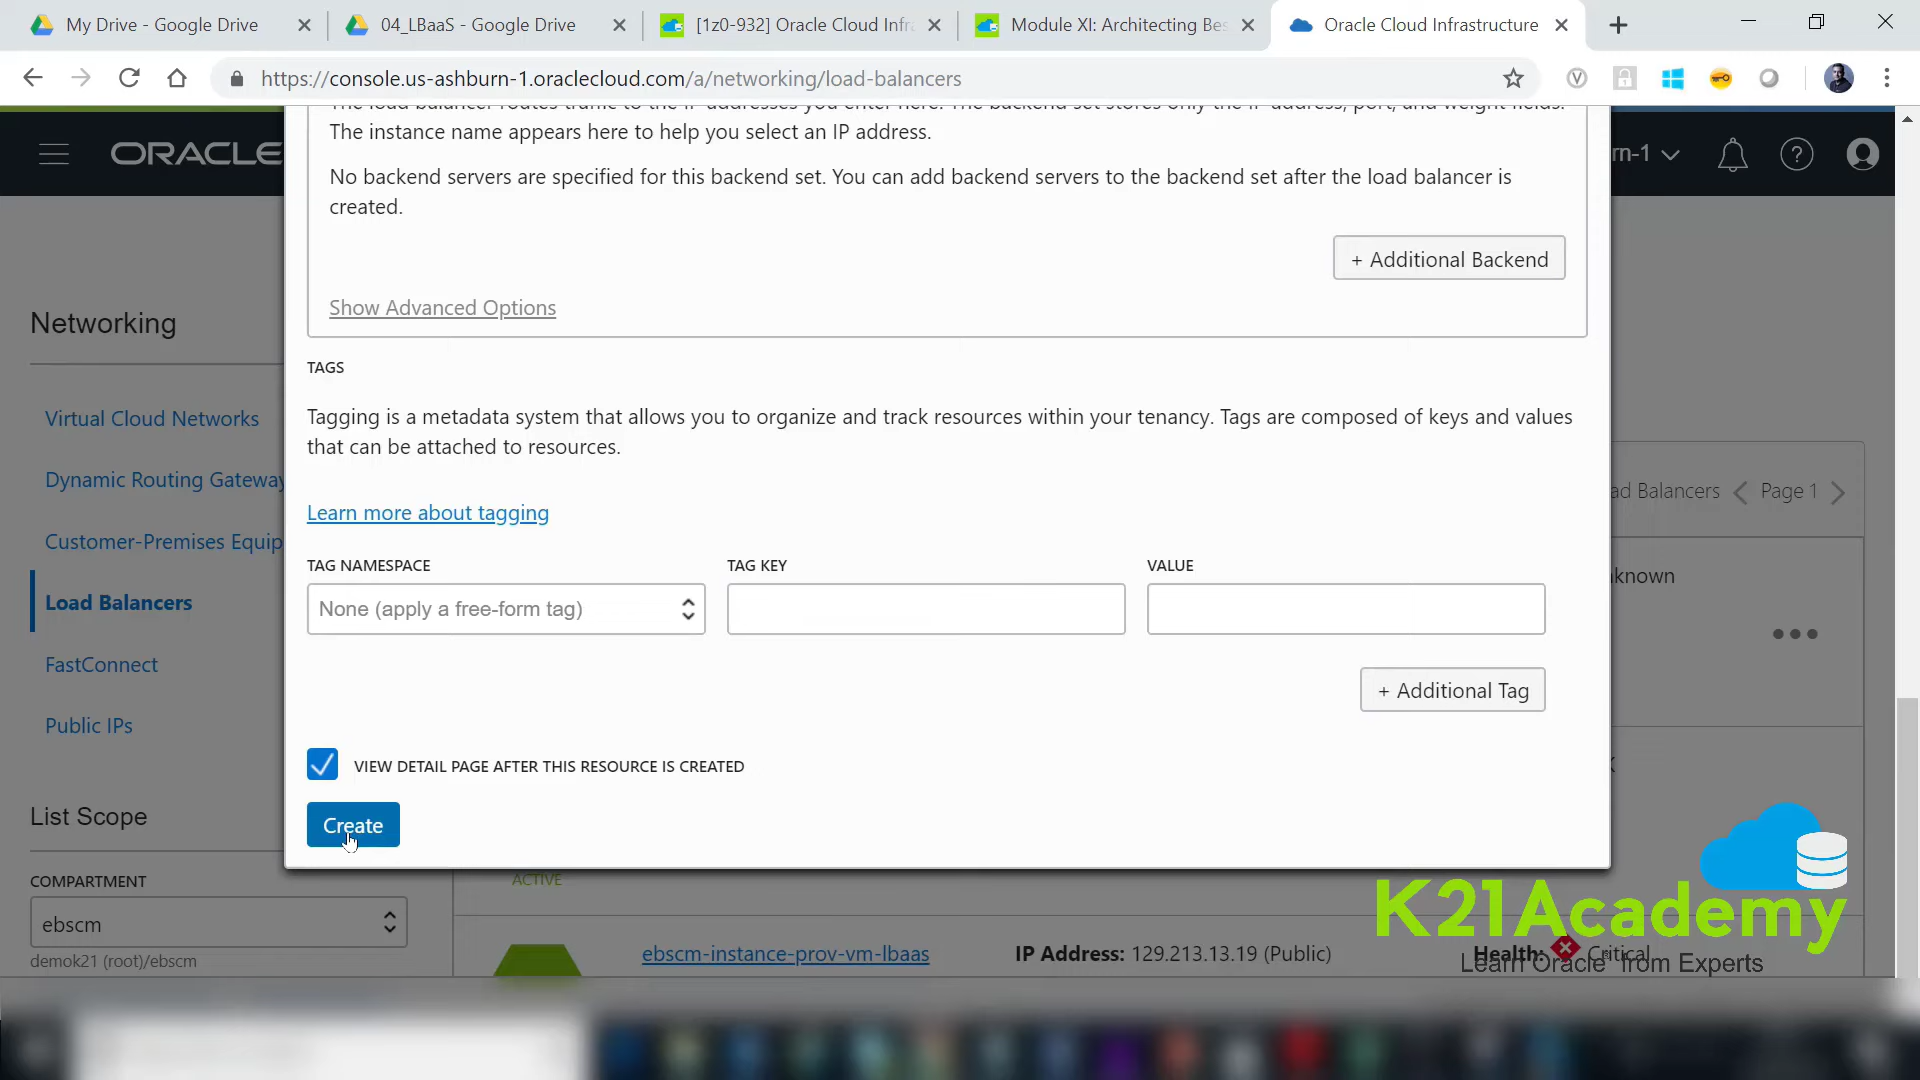 My Drive - Google Drive
04_LBaaS - Google Drive
[1z0-932] Oracle Cloud Infr
Module XI: Architecting Bes
Oracle Cloud Infrastructure
https://console.us-ashburn-1.oraclecloud.com/a/networking/load-balancers
The load balancer routes traffic to the IP addresses you enter here. The backend set stores only the IP address, port, and weight fields.
The instance name appears here to help you select an IP address.
ORACLE
rn-1
No backend servers are specified for this backend set. You can add backend servers to the backend set after the load balancer is
created.
+ Additional Backend
Show Advanced Options
Networking
TAGS
Virtual Cloud Networks
Tagging is a metadata system that allows you to organize and track resources within your tenancy. Tags are composed of keys and values
that can be attached to resources.
Dynamic Routing Gateway
ad Balancers
Page 1
Learn more about tagging
Customer-Premises Equip
TAG NAMESPACE
TAG KEY
VALUE
known
Load Balancers
None (apply a free-form tag)
FastConnect
+ Additional Tag
Public IPs
VIEW DETAIL PAGE AFTER THIS RESOURCE IS CREATED
List Scope
Create
COMPARTMENT
ACTIVE
ebscm
K21Academy
ebscm-instance-prov-vm-lbaas
IP Address: 129.213.13.19 (Public)
Health: Critical
Learn Oracle® from Experts
demok21 (root)/ebscm